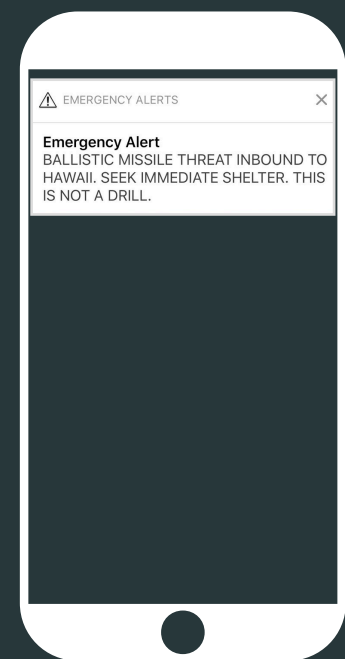 EMERGENCY ALERTS
Emergency Alert
BALLISTIC MISSILE THREAT INBOUND TO
HAWAII. SEEK IMMEDIATE SHELTER. THIS
IS NOT A DRILL.